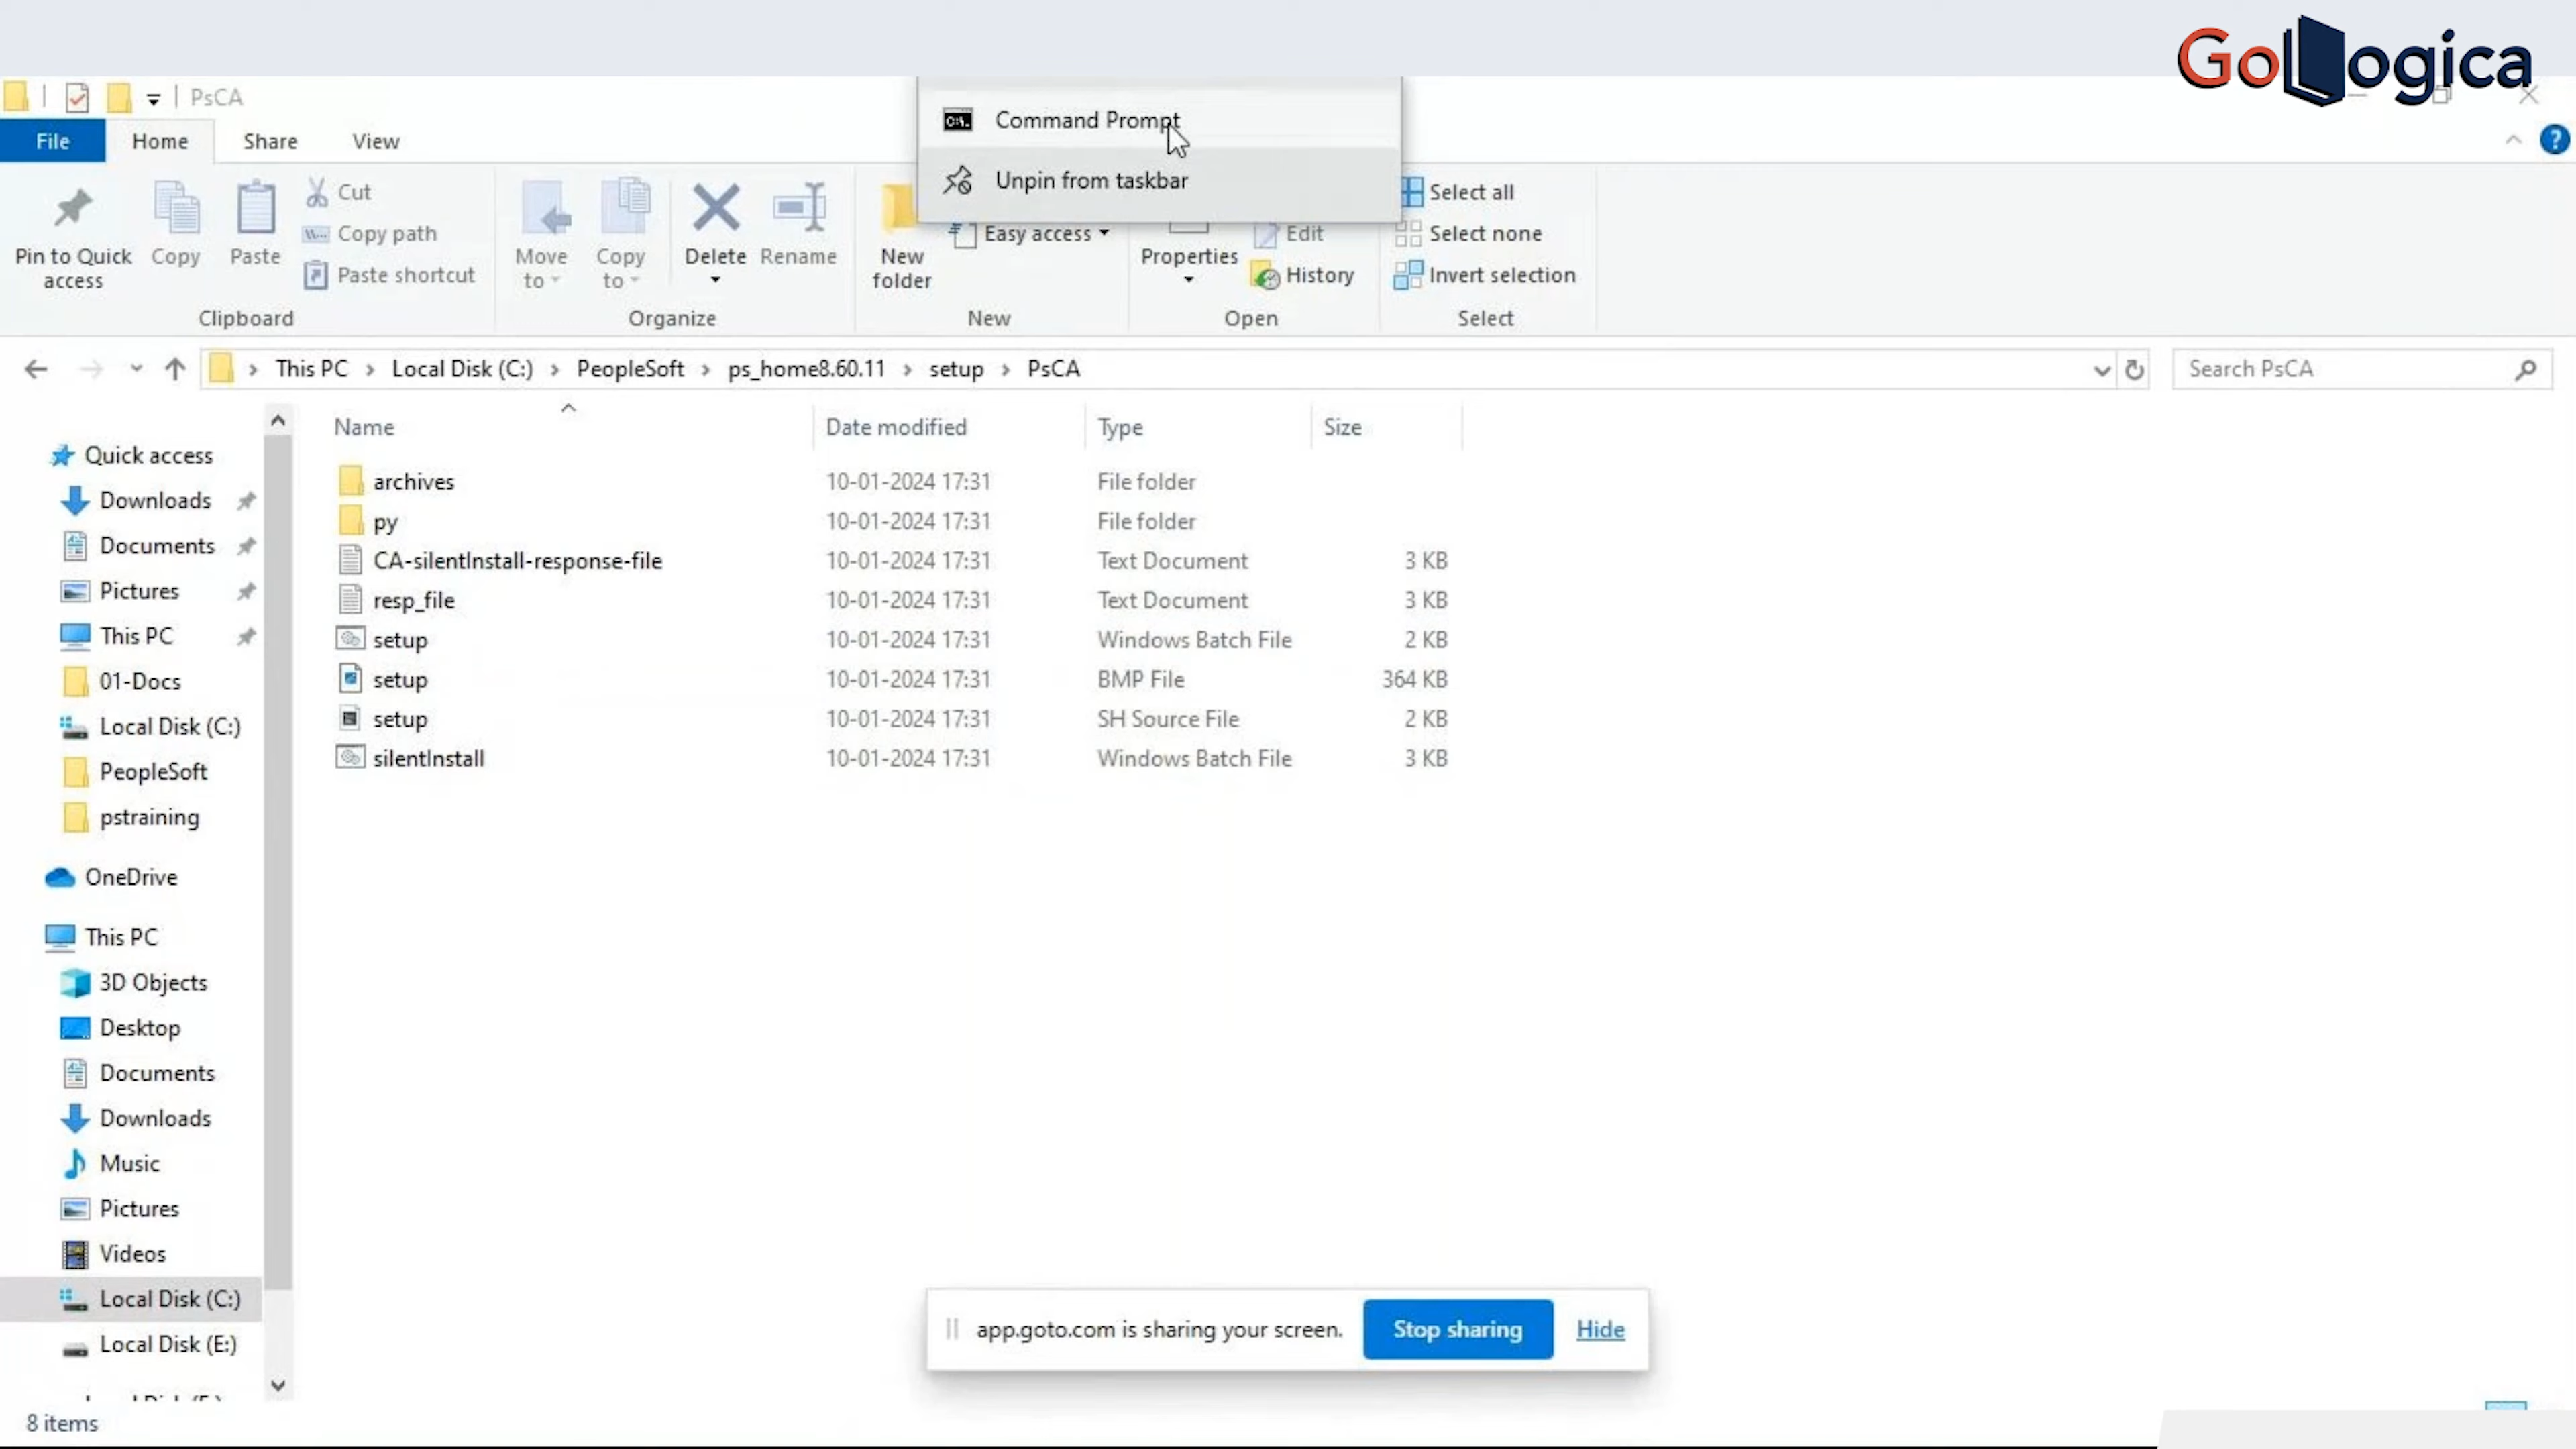 GoLogica
PsCA
Command Prompt
Unpin from taskbar
File
Home
Share
View
Pin to Quick
access
Copy
Paste
Cut
Copy path
Paste shortcut
Clipboard
Move
to
Copy
to
Delete
Rename
Organize
New
folder
Easy access
New
Properties
Edit
History
Open
Select all
Select none
Invert selection
Select
This PC > Local Disk (C:) > PeopleSoft > ps_home8.60.11 > setup > PsCA
Search PsCA
Name Date modified Type Size
archives 10-01-2024 17:31 File folder
py 10-01-2024 17:31 File folder
CA-silentInstall-response-file 10-01-2024 17:31 Text Document 3 KB
resp_file 10-01-2024 17:31 Text Document 3 KB
setup 10-01-2024 17:31 Windows Batch File 2 KB
setup 10-01-2024 17:31 BMP File 364 KB
setup 10-01-2024 17:31 SH Source File 2 KB
silentInstall 10-01-2024 17:31 Windows Batch File 3 KB
Quick access
Downloads
Documents
Pictures
This PC
01-Docs
Local Disk (C:)
PeopleSoft
pstraining
OneDrive
This PC
3D Objects
Desktop
Documents
Downloads
Music
Pictures
Videos
Local Disk (C:)
Local Disk (E:)
app.goto.com is sharing your screen.
Stop sharing
Hide
8 items